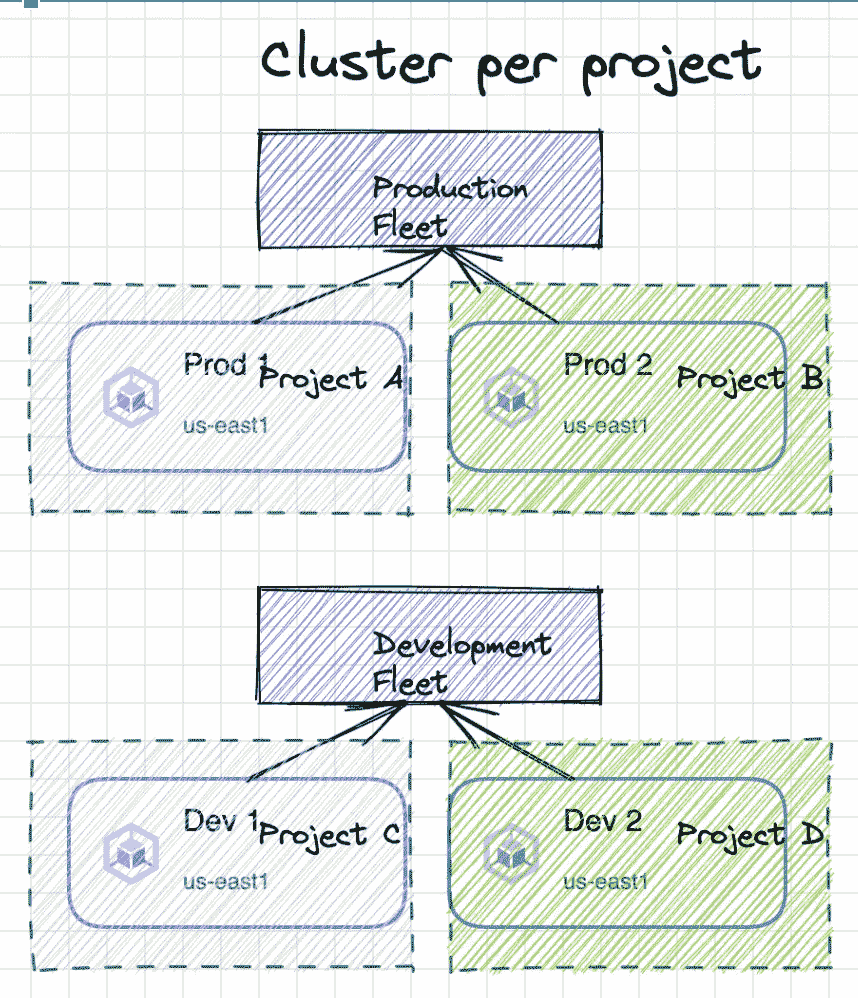 Cluster per project
Production
Fleet
Prod 1
Project A
us-east1
Prod 2
Project B
us-east1
Development
Fleet
Dev 1
Project C
us-east1
Dev 2
Project D
us-east1